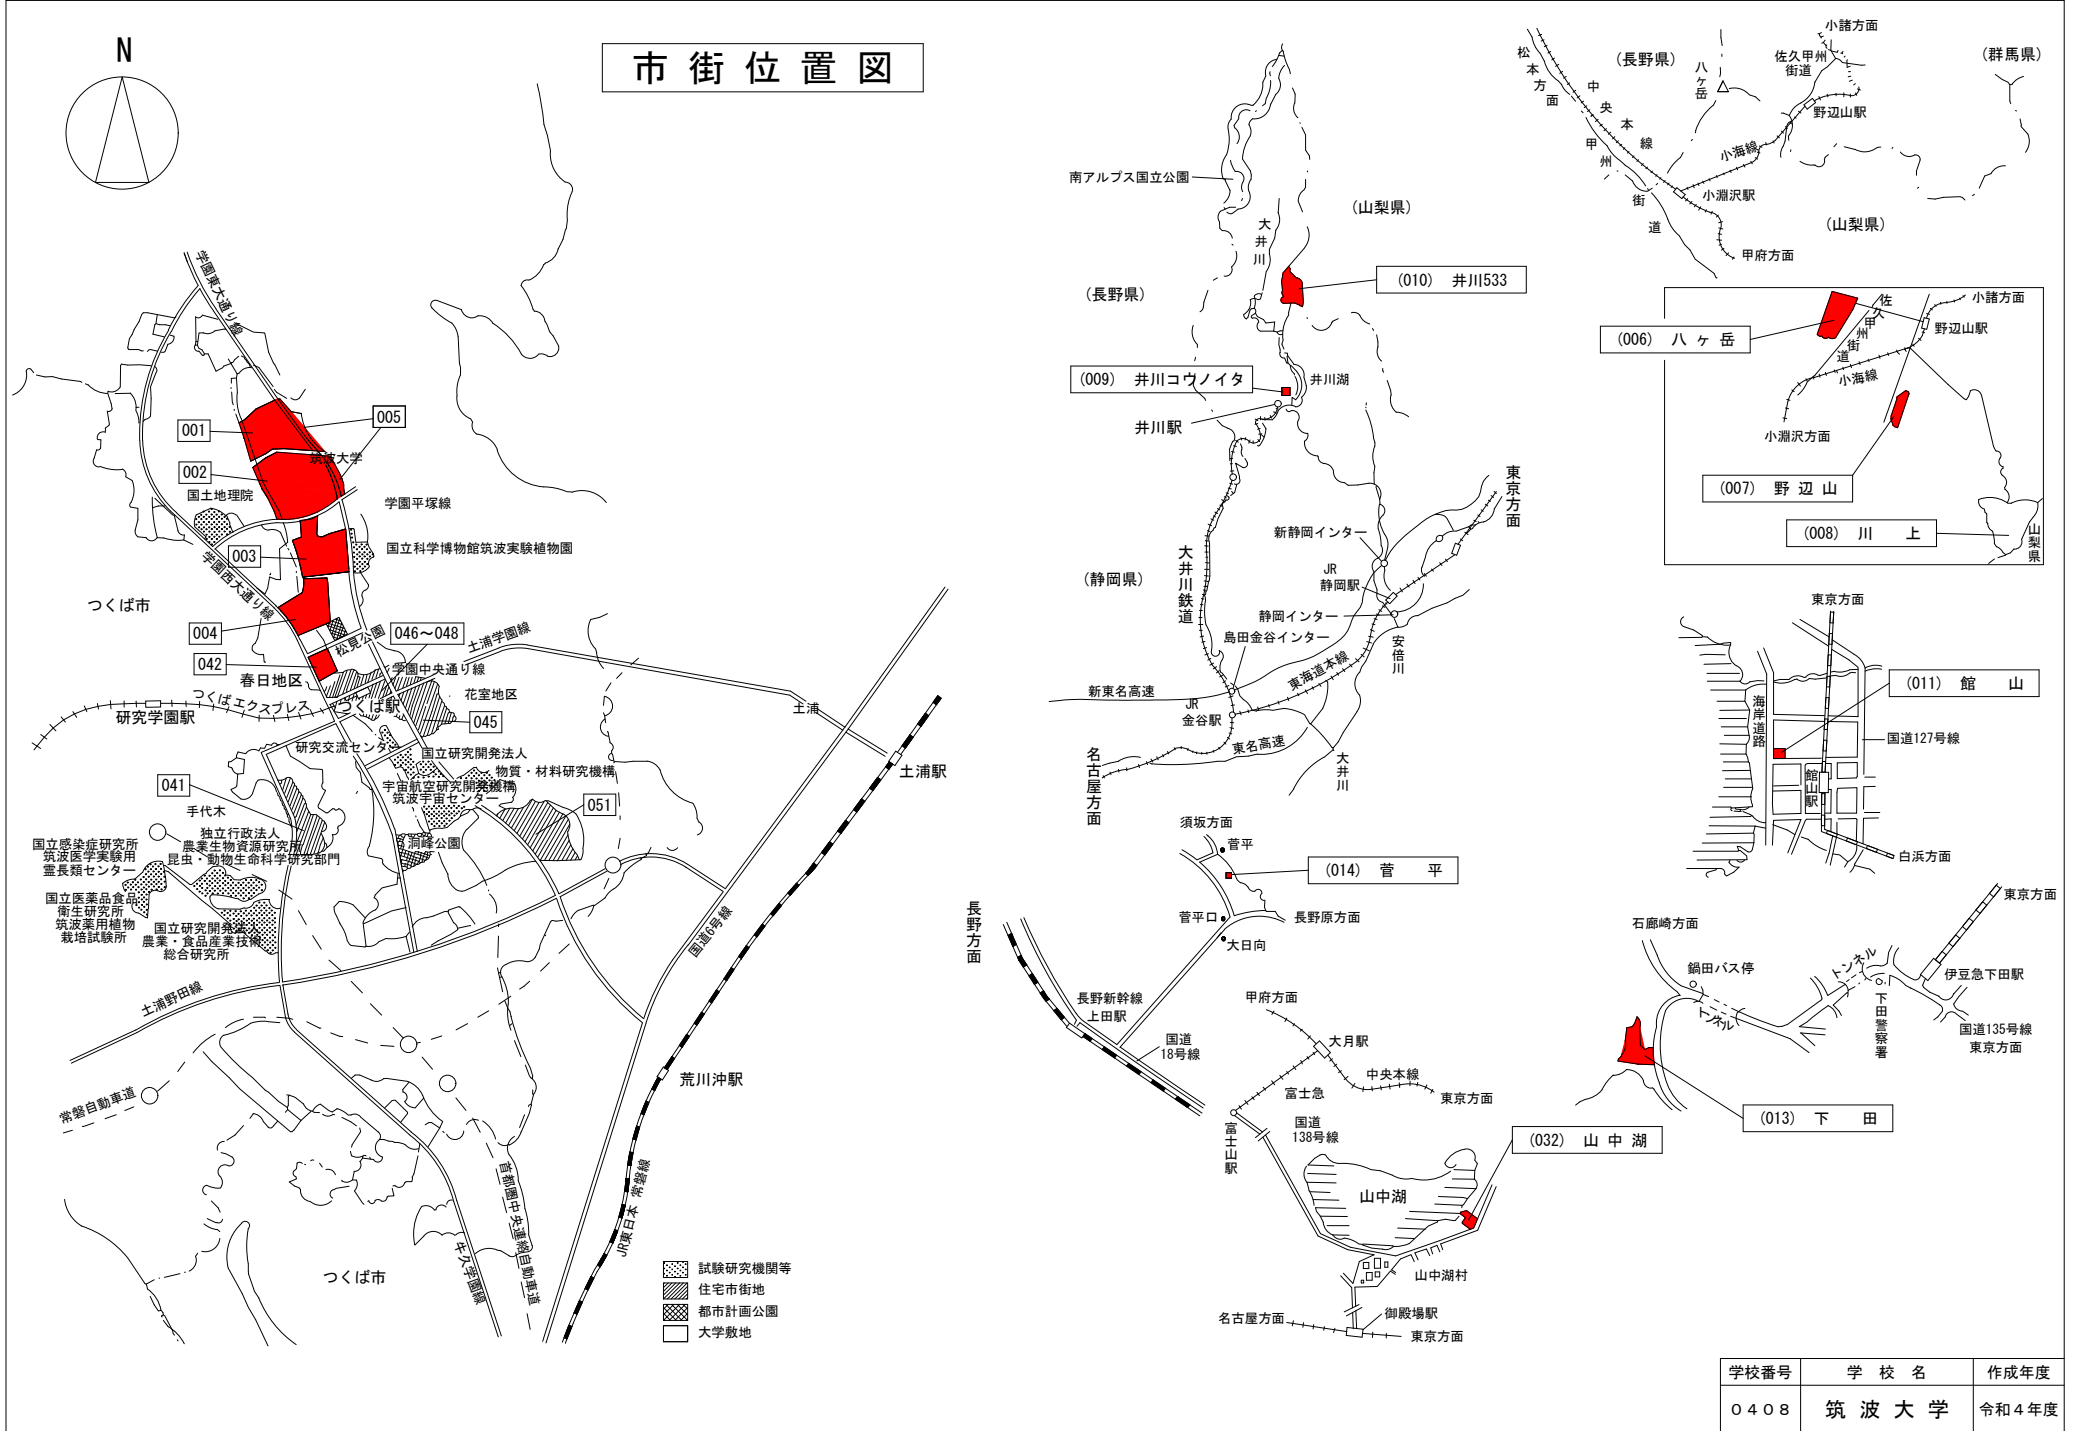 市街位置図
N
学園東大通り線
001
005
002
筑波大学
国土地理院
学園平塚線
003
国立科学博物館筑波実験植物園
学園西大通り線
つくば市
004
松見公園
046～048
土浦学園線
042
学園中央通り線
春日地区
花室地区
つくばエクスプレス
つくば駅
研究学園駅
045
土浦
研究交流センター
国立研究開発法人
物質・材料研究機構
土浦駅
041
宇宙航空研究開発機構
筑波宇宙センター
051
手代木
独立行政法人
農業生物資源研究所
昆虫・動物生命科学研究部門
洞峰公園
国立感染症研究所
筑波医学実験用
霊長類センター
国立医薬品食品
衛生研究所
筑波薬用植物
栽培試験所
国立研究開発法人
農業・食品産業技術
総合研究所
国道6号線
土浦野田線
荒川沖駅
常磐自動車道
首都圏中央連絡自動車道
JR東日本 常磐線
牛久学園線
つくば市
試験研究機関等
住宅市街地
都市計画公園
大学敷地
南アルプス国立公園
(山梨県)
大井川
(010) 井川533
(長野県)
(009) 井川コウノイタ
井川湖
井川駅
東京方面
新静岡インター
大井川鉄道
(静岡県)
JR
静岡駅
静岡インター
島田金谷インター
安倍川
東海道本線
新東名高速
JR
金谷駅
東名高速
大井川
名古屋方面
小諸方面
松本方面
(長野県)
八ヶ岳
佐久甲州
街道
(群馬県)
中央本線
野辺山駅
甲州街道
小海線
小淵沢駅
(山梨県)
甲府方面
佐久甲州街道
小諸方面
野辺山駅
(006) 八ヶ岳
小海線
小淵沢方面
(007) 野辺山
(008) 川上
山梨県
東京方面
(011) 館山
海岸道路
国道127号線
館山駅
白浜方面
須坂方面
菅平
(014) 菅平
菅平口
長野原方面
大日向
長野方面
長野新幹線
上田駅
国道
18号線
甲府方面
大月駅
中央本線
富士急
東京方面
国道
138号線
富士山駅
(032) 山中湖
山中湖
山中湖村
御殿場駅
名古屋方面
東京方面
石廊崎方面
東京方面
鍋田バス停
トンネル
トンネル
伊豆急下田駅
下田警察署
国道135号線
東京方面
(013) 下田
学校番号 学校名 作成年度
0408 筑波大学 令和4年度